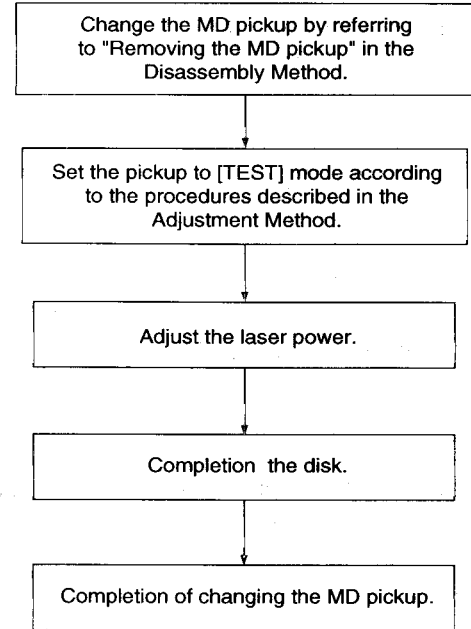 Change the MD pickup by referring
to "Removing the MD pickup" in the
Disassembly Method.
Set the pickup to [TEST] mode according
to the procedures described in the
Adjustment Method.
Adjust the laser power.
Completion the disk.
Completion of changing the MD pickup.